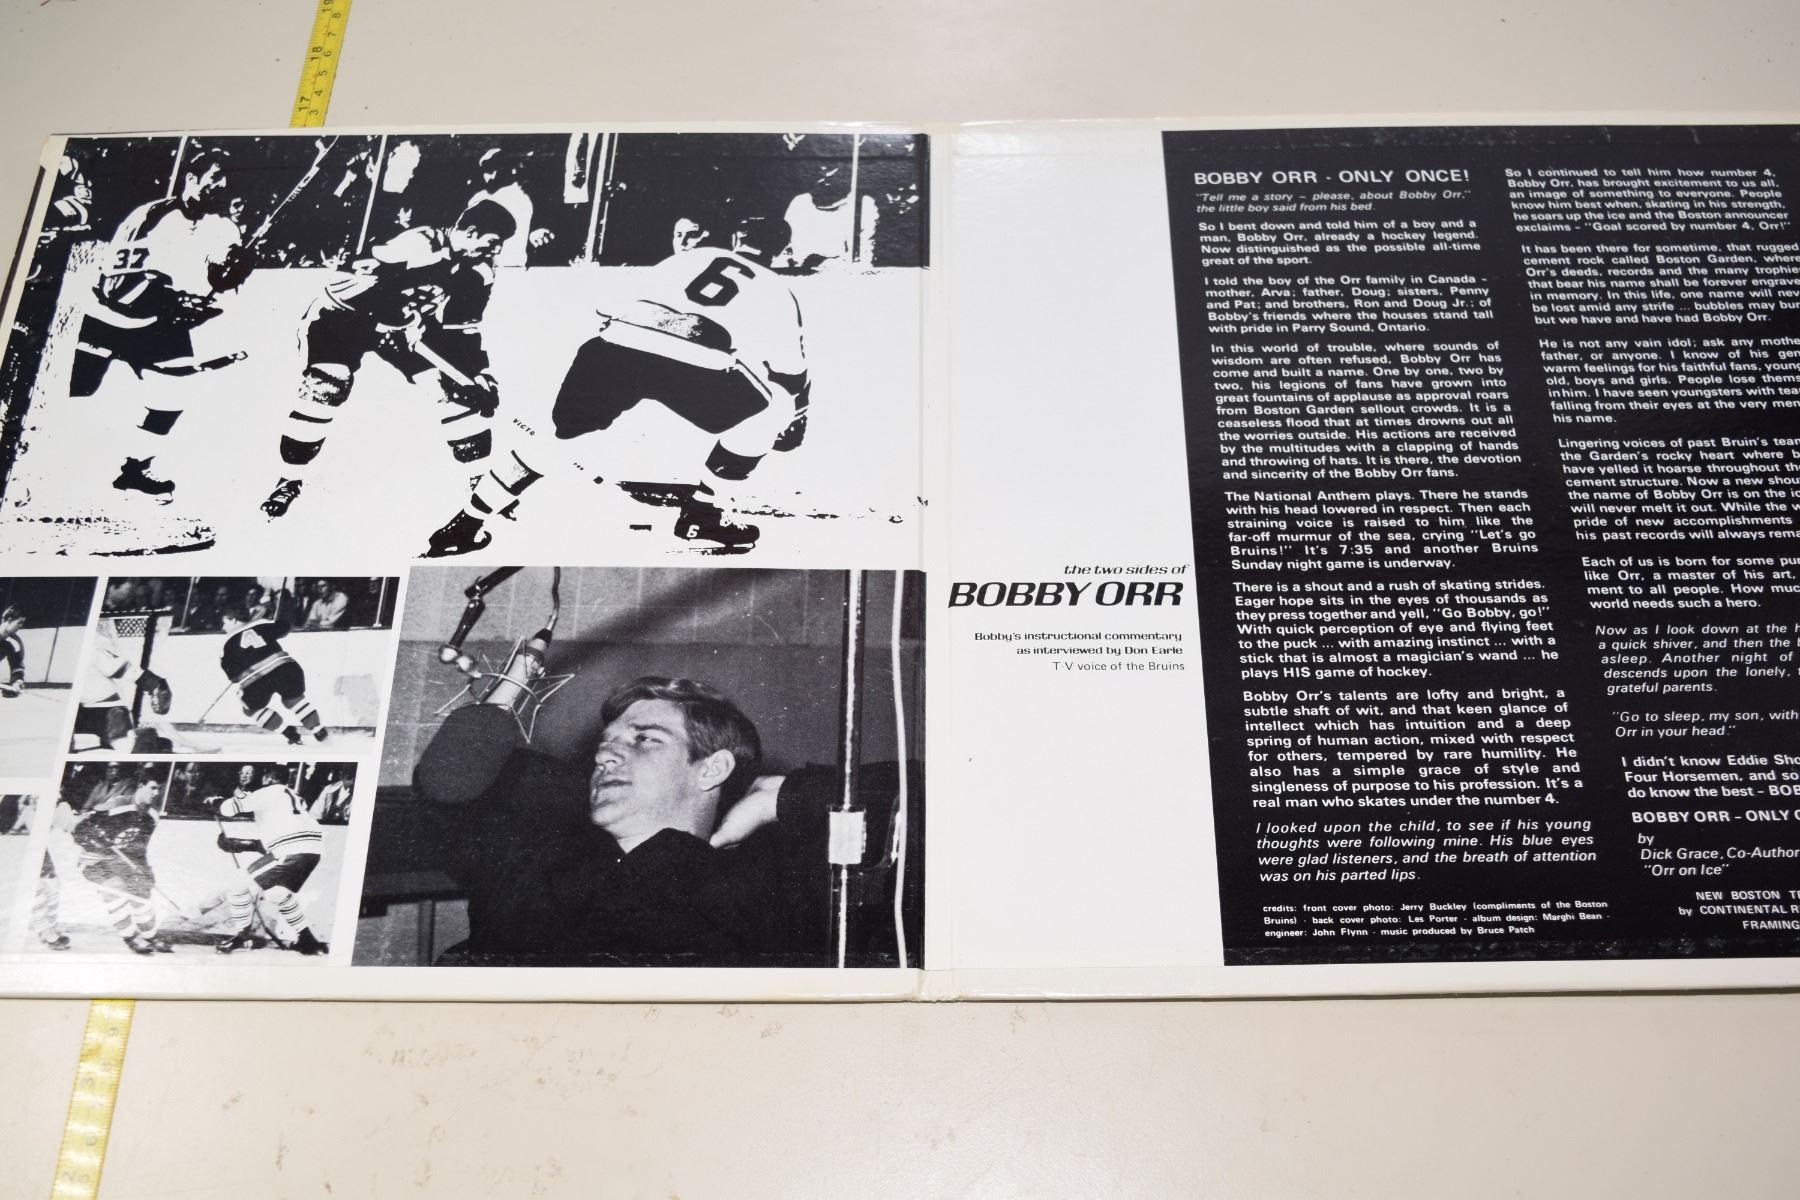 17
18
19
3
4
5
6
7
8
37
6
VICTO
6
4
the two sides of
BOBBY ORR
Bobby's instructional commentary
as interviewed by Don Earle
T-V voice of the Bruins
BOBBY ORR - ONLY ONCE!
"Tell me a story – please, about Bobby Orr,"
the little boy said from his bed.
So I bent down and told him of a boy and a
man, Bobby Orr, already a hockey legend.
Now distinguished as the possible all-time
great of the sport.
I told the boy of the Orr family in Canada -
mother, Arva; father, Doug; sisters, Penny
and Pat; and brothers, Ron and Doug Jr.; of
Bobby's friends where the houses stand tall
with pride in Parry Sound, Ontario.
In this world of trouble, where sounds of
wisdom are often refused, Bobby Orr has
come and built a name. One by one, two by
two, his legions of fans have grown into
great fountains of applause as approval roars
from Boston Garden sellout crowds. It is a
ceaseless flood that at times drowns out all
the worries outside. His actions are received
by the multitudes with a clapping of hands
and throwing of hats. It is there, the devotion
and sincerity of the Bobby Orr fans.
The National Anthem plays. There he stands
with his head lowered in respect. Then each
straining voice is raised to him, like the
far-off murmur of the sea, crying "Let's go
Bruins!" It's 7:35 and another Bruins
Sunday night game is underway.
There is a shout and a rush of skating strides.
Eager hope sits in the eyes of thousands as
they press together and yell, "Go Bobby, go!"
With quick perception of eye and flying feet
to the puck ... with amazing instinct ... with a
stick that is almost a magician's wand ... he
plays HIS game of hockey.
Bobby Orr's talents are lofty and bright, a
subtle shaft of wit, and that keen glance of
intellect which has intuition and a deep
spring of human action, mixed with respect
for others, tempered by rare humility. He
also has a simple grace of style and
singleness of purpose to his profession. It's a
real man who skates under the number 4.
I looked upon the child, to see if his young
thoughts were following mine. His blue eyes
were glad listeners, and the breath of attention
was on his parted lips.
credits: front cover photo: Jerry Buckley (compliments of the Boston
Bruins) · back cover photo: Les Porter · album design: Marghi Bean ·
engineer: John Flynn · music produced by Bruce Patch
So I continued to tell him how number 4,
Bobby Orr, has brought excitement to us all,
an image of something to everyone. People
know him best when, skating in his strength,
he soars up the ice and the Boston announcer
exclaims – "Goal scored by number 4, Orr!"
It has been there for sometime, that rugged
cement rock called Boston Garden, where
Orr's deeds, records and the many trophies
that bear his name shall be forever engrave
in memory. In this life, one name will nev
be lost amid any strife ... bubbles may bur
but we have and have had Bobby Orr.
He is not any vain idol; ask any mothe
father, or anyone. I know of his gen
warm feelings for his faithful fans, young
old, boys and girls. People lose thems
in him. I have seen youngsters with tea
falling from their eyes at the very men
his name.
Lingering voices of past Bruin's team
the Garden's rocky heart where b
have yelled it hoarse throughout th
cement structure. Now a new shou
the name of Bobby Orr is on the ic
will never melt it out. While the w
pride of new accomplishments
his past records will always rema
Each of us is born for some pur
like Orr, a master of his art,
ment to all people. How muc
world needs such a hero.
Now as I look down at the h
a quick shiver, and then the b
asleep. Another night of
descends upon the lonely, t
grateful parents.
"Go to sleep, my son, with
Orr in your head."
I didn't know Eddie Sho
Four Horsemen, and so
do know the best – BOB
BOBBY ORR – ONLY O
by
Dick Grace, Co-Author
"Orr on Ice"
NEW BOSTON TE
by CONTINENTAL R
FRAMING